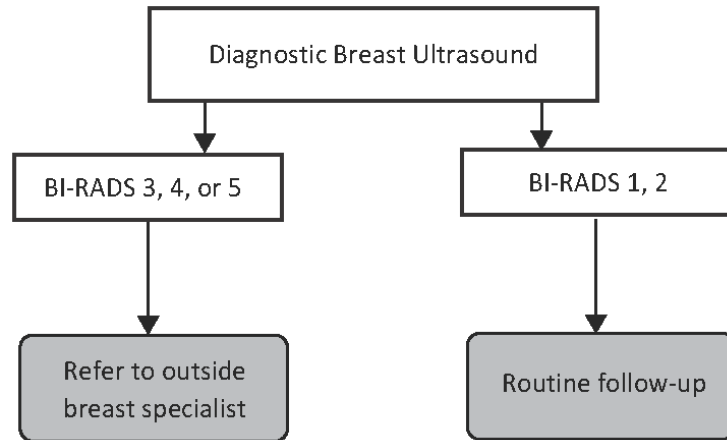 Diagnostic Breast Ultrasound
BI-RADS 3, 4, or 5
BI-RADS 1, 2
Refer to outside
breast specialist
Routine follow-up